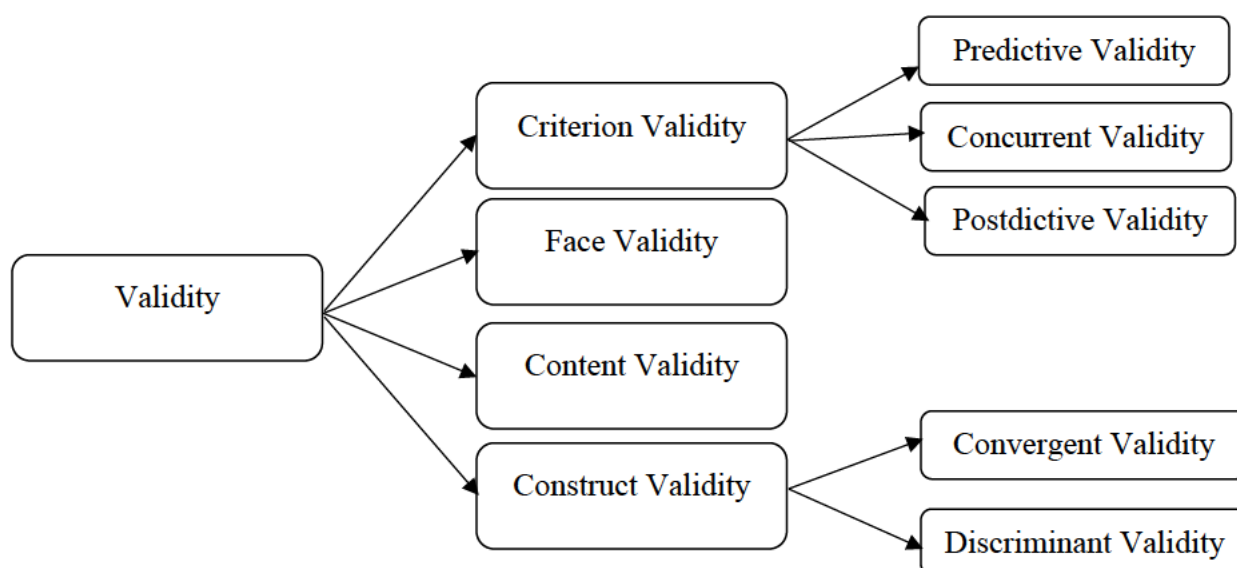 Validity
Criterion Validity
Face Validity
Content Validity
Construct Validity
Predictive Validity
Concurrent Validity
Postdictive Validity
Convergent Validity
Discriminant Validity